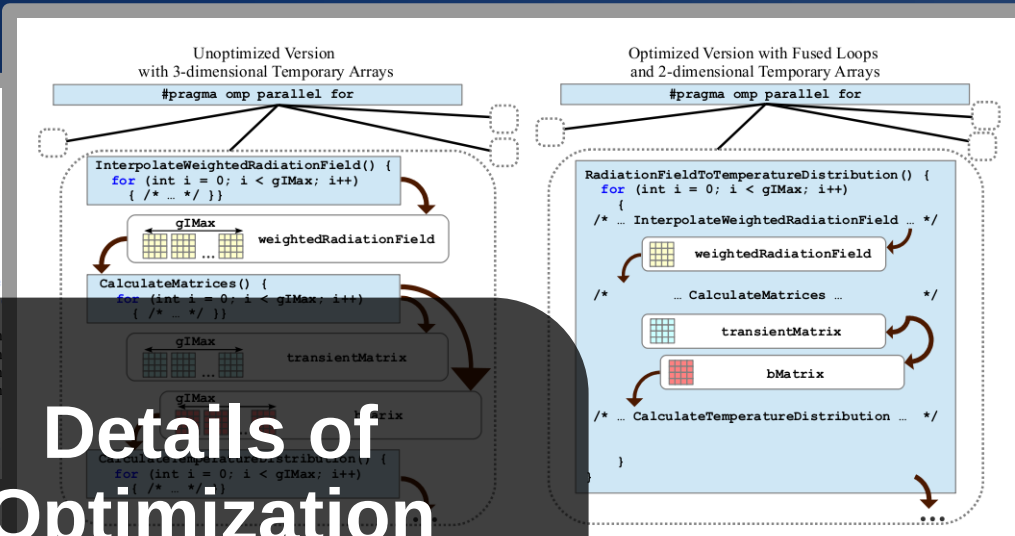 Unoptimized Version
with 3-dimensional Temporary Arrays
#pragma omp parallel for
InterpolateWeightedRadiationField() {
for (int i = 0; i < gIMax; i++)
{ /* … */ }}
gIMax
...
weightedRadiationField
CalculateMatrices() {
for (int i = 0; i < gIMax; i++)
{ /* … */ }}
gIMax
...
transientMatrix
gIMax
CalculateTemperatureDistribution() {
for (int i = 0; i < gIMax; i++)
{ /* … */ }}
Details of
Optimization
Optimized Version with Fused Loops
and 2-dimensional Temporary Arrays
#pragma omp parallel for
RadiationFieldToTemperatureDistribution() {
for (int i = 0; i < gIMax; i++)
{
/* … InterpolateWeightedRadiationField … */
weightedRadiationField
/* … CalculateMatrices … */
transientMatrix
bMatrix
/* … CalculateTemperatureDistribution … */
}
}
...